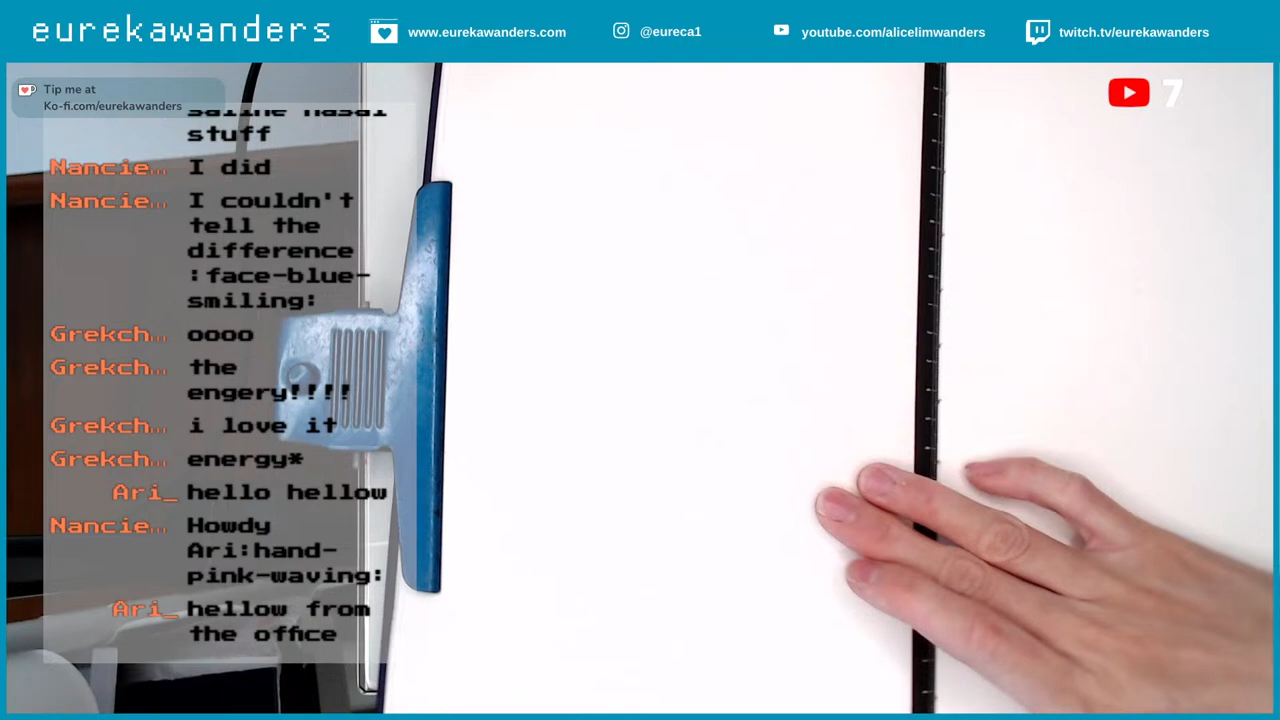 eurekawanders
www.eurekawanders.com
@eureca1
youtube.com/alicelimwanders
twitch.tv/eurekawanders
Tip me at
Ko-fi.com/eurekawanders
7
saline nasal
stuff
Nancie... I did
Nancie... I couldn't
tell the
difference
:face-blue-
smiling:
Grekch... oooo
Grekch... the
engery!!!!
Grekch... i love it
Grekch... energy*
Ari_ hello hellow
Nancie... Howdy
Ari:hand-
pink-waving:
Ari_ hellow from
the office